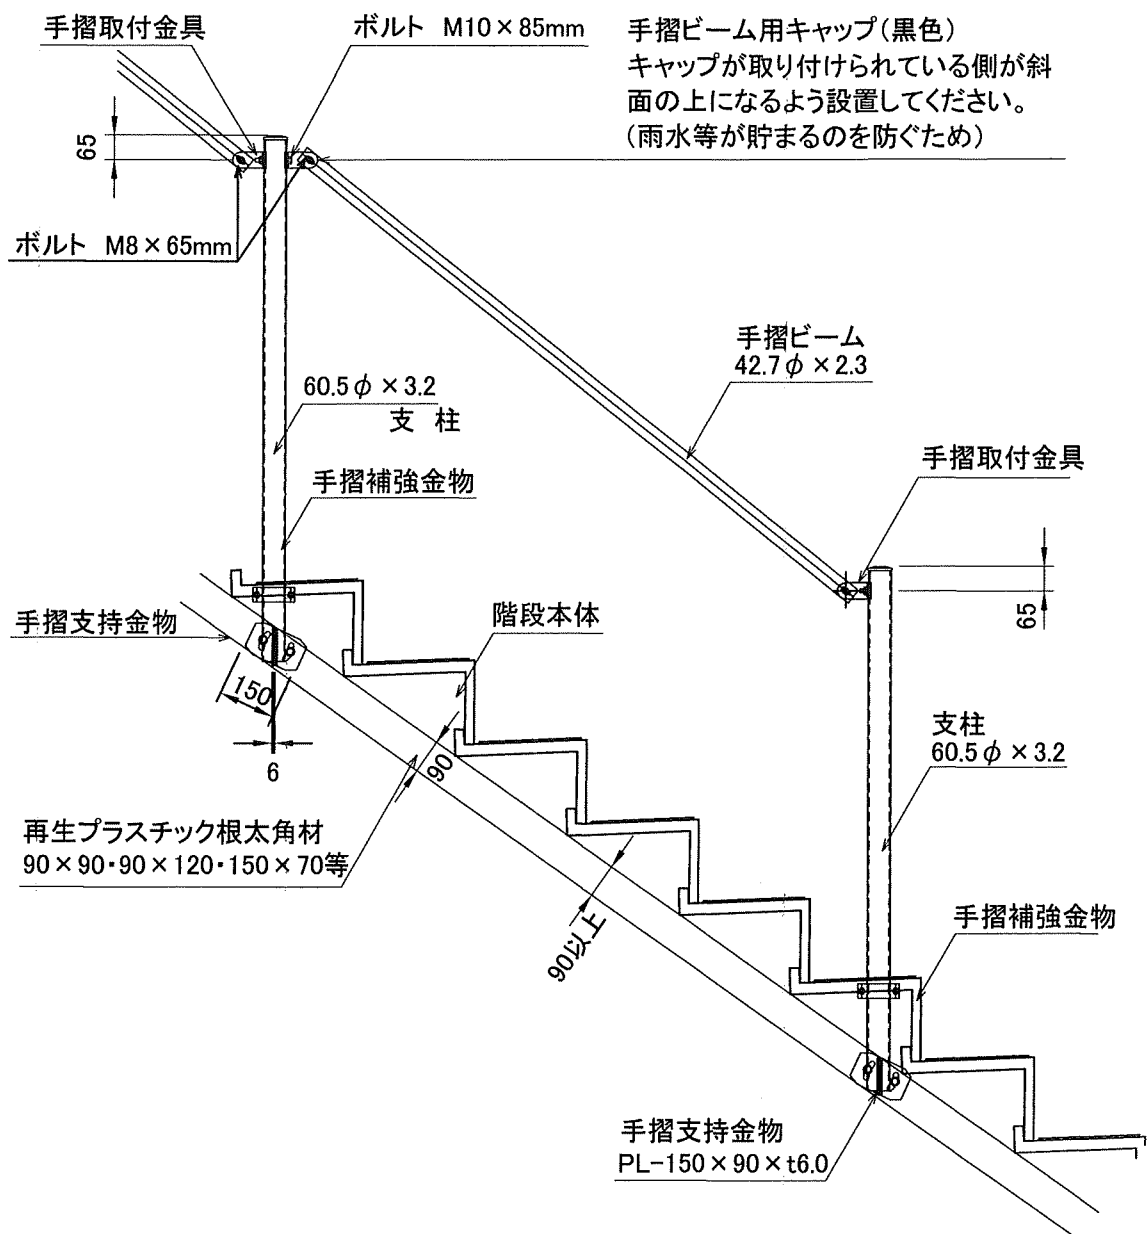 手摺取付金具
ボルト M10×85mm
手摺ビーム用キャップ(黒色)
キャップが取り付けられている側が斜
面の上になるよう設置してください。
(雨水等が貯まるのを防ぐため)
65
ボルト M8×65mm
手摺ビーム
42.7φ×2.3
60.5φ×3.2
支 柱
手摺取付金具
手摺補強金物
65
手摺支持金物
階段本体
150
6
90
支柱
60.5φ×3.2
再生プラスチック根太角材
90×90・90×120・150×70等
90以上
手摺補強金物
手摺支持金物
PL-150×90×t6.0